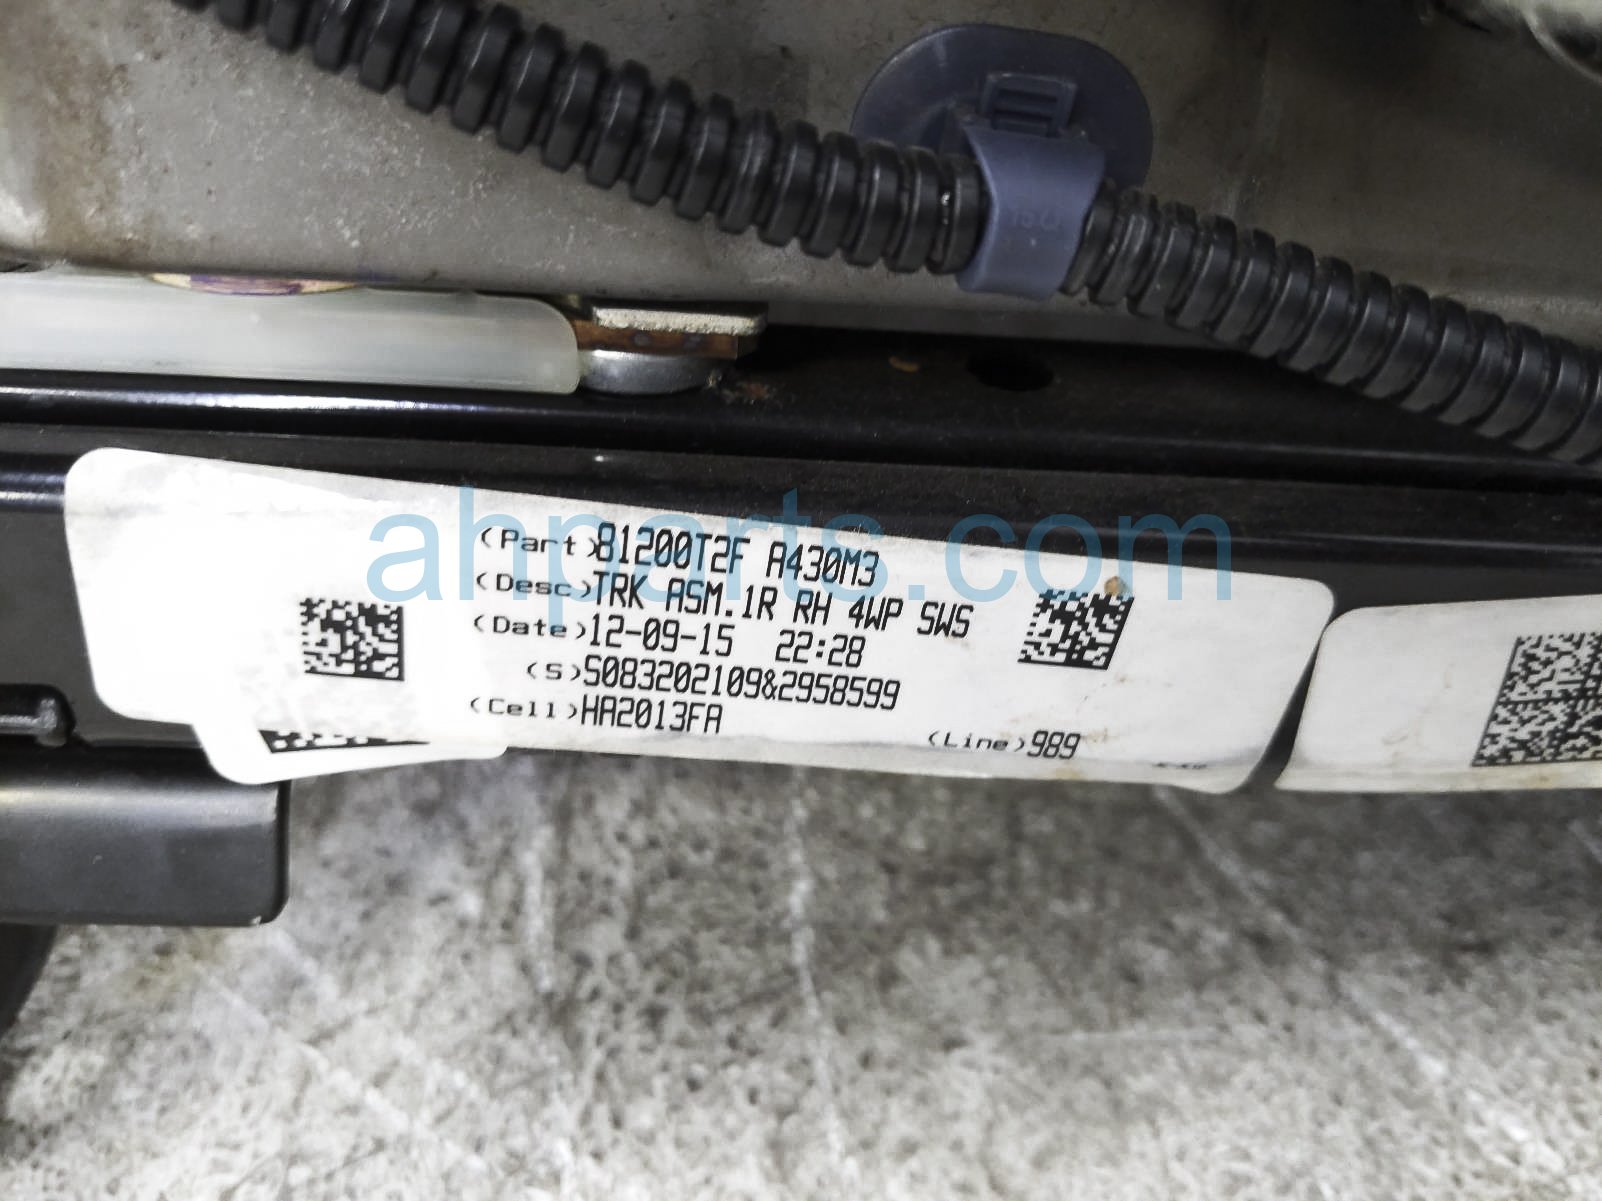 (Part)81200T2F A430M3
(Desc)TRK ASM.1R RH 4WP SWS
(Date)12-09-15 22:28
(S)S083202109&2958599
(Cell)HA2013FA
(Line)989
ahparts.com